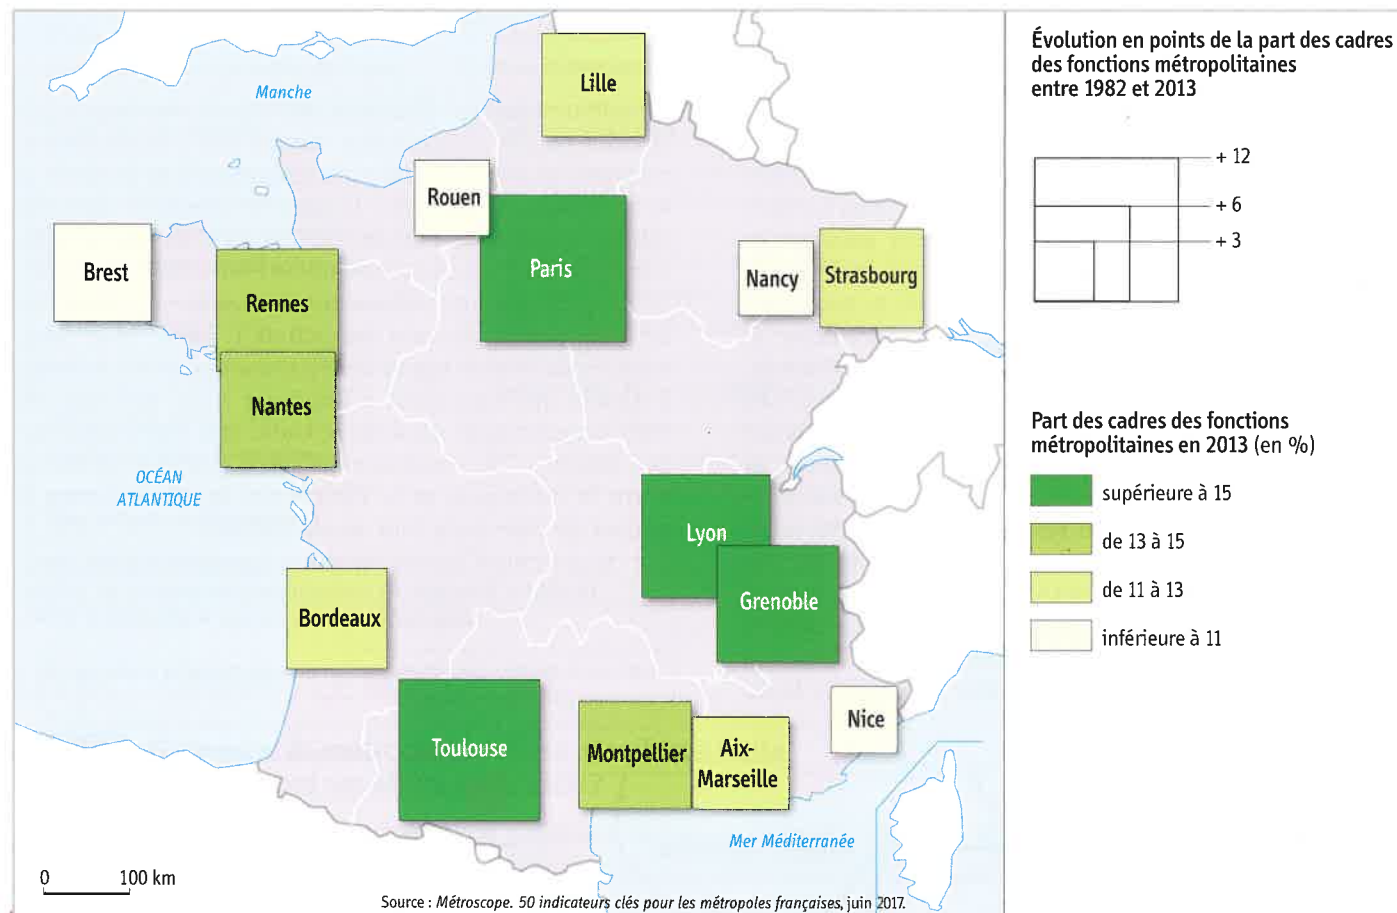 Évolution en points de la part des cadres
des fonctions métropolitaines
entre 1982 et 2013
+ 12
+ 6
+ 3
Part des cadres des fonctions
métropolitaines en 2013 (en %)
supérieure à 15
de 13 à 15
de 11 à 13
inférieure à 11
Manche
Lille
Rouen
Paris
Brest
Rennes
Nantes
Nancy
Strasbourg
OCÉAN
ATLANTIQUE
Lyon
Grenoble
Bordeaux
Toulouse
Montpellier
Aix-
Marseille
Nice
Mer Méditerranée
0 100 km
Source : Métroscope. 50 indicateurs clés pour les métropoles françaises, juin 2017.